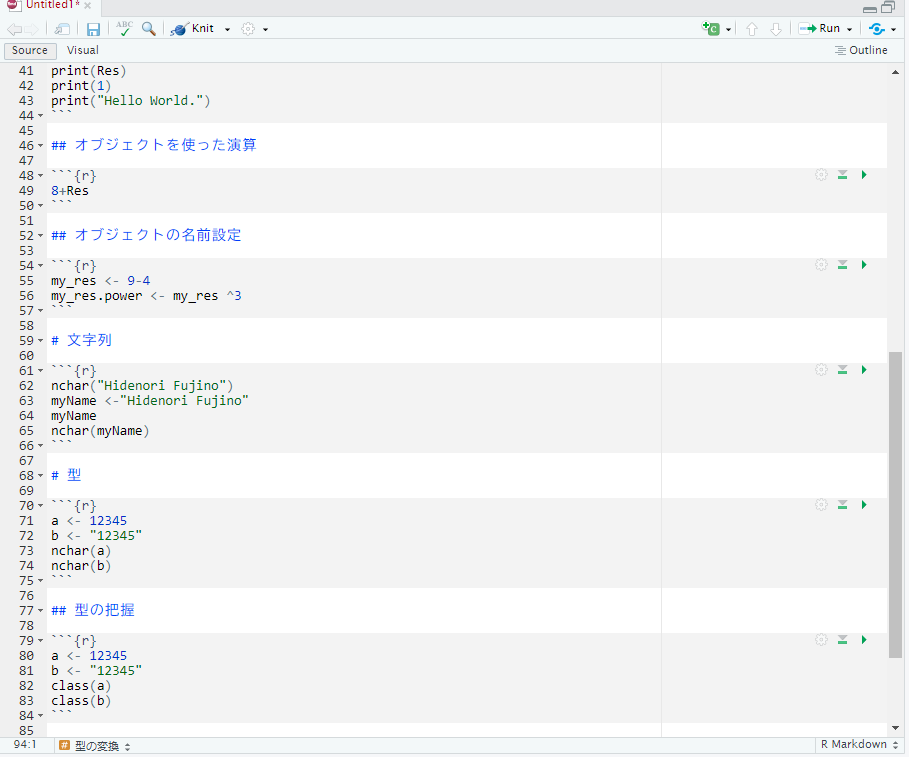 Untitled1*
ABC
Knit
Run
Source
Visual
Outline
41 print(Res)
42 print(1)
43 print("Hello World.")
44 ```
45
46 ## オブジェクトを使った演算
47
48 ```{r}
49 8+Res
50 ```
51
52 ## オブジェクトの名前設定
53
54 ```{r}
55 my_res <- 9-4
56 my_res.power <- my_res ^3
57 ```
58
59 # 文字列
60
61 ```{r}
62 nchar("Hidenori Fujino")
63 myName <-"Hidenori Fujino"
64 myName
65 nchar(myName)
66 ```
67
68 # 型
69
70 ```{r}
71 a <- 12345
72 b <- "12345"
73 nchar(a)
74 nchar(b)
75 ```
76
77 ## 型の把握
78
79 ```{r}
80 a <- 12345
81 b <- "12345"
82 class(a)
83 class(b)
84 ```
85
94:1
# 型の変換
R Markdown